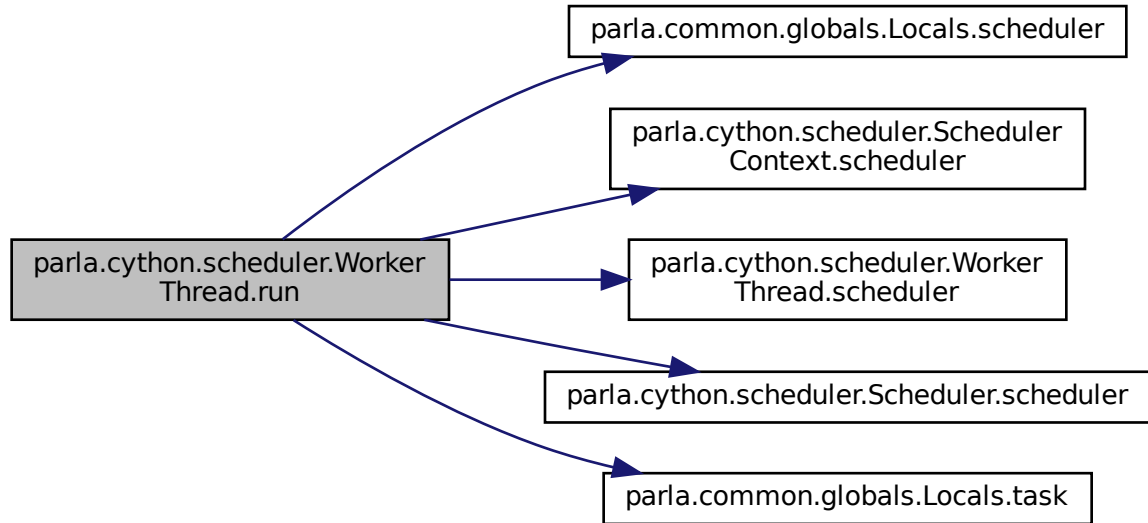 parla.common.globals.Locals.scheduler
parla.cython.scheduler.Scheduler
Context.scheduler
parla.cython.scheduler.Worker
Thread.run
parla.cython.scheduler.Worker
Thread.scheduler
parla.cython.scheduler.Scheduler.scheduler
parla.common.globals.Locals.task